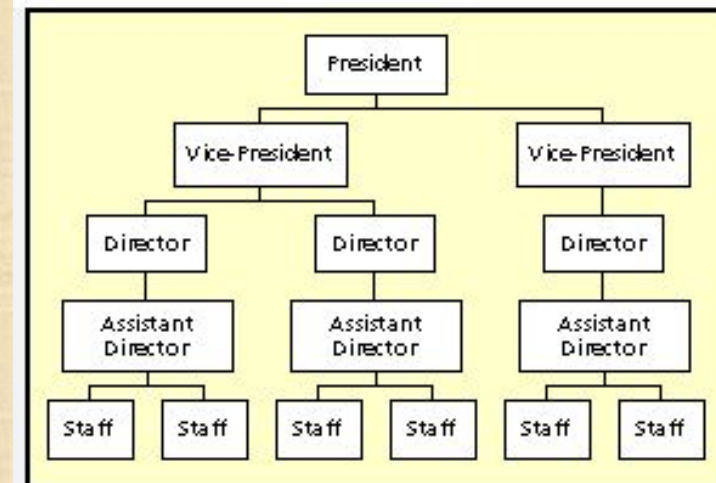 President
Vice-President
Vice-President
Director
Director
Director
Assistant
Director
Assistant
Director
Assistant
Director
Staff
Staff
Staff
Staff
Staff
Staff